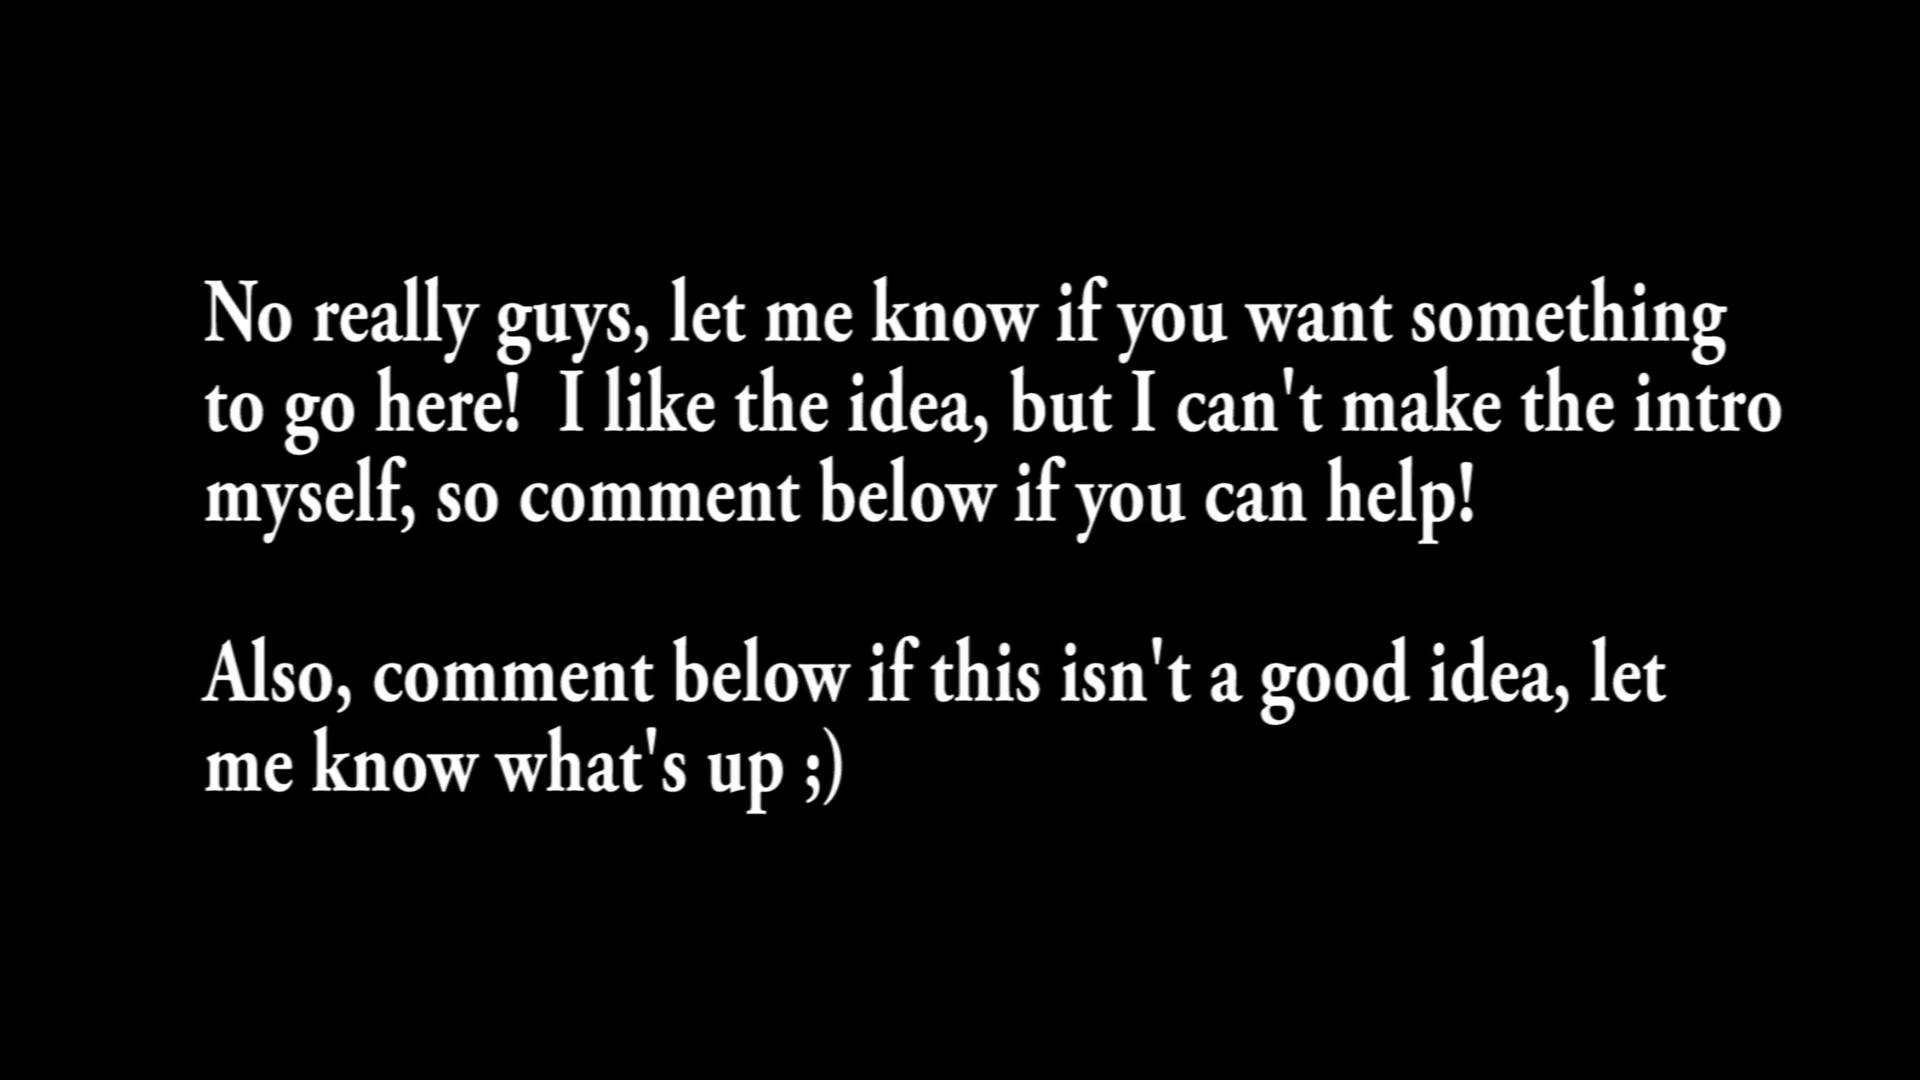 No really guys, let me know if you want something
to go here!  I like the idea, but I can't make the intro
myself, so comment below if you can help!
Also, comment below if this isn't a good idea, let
me know what's up ;)